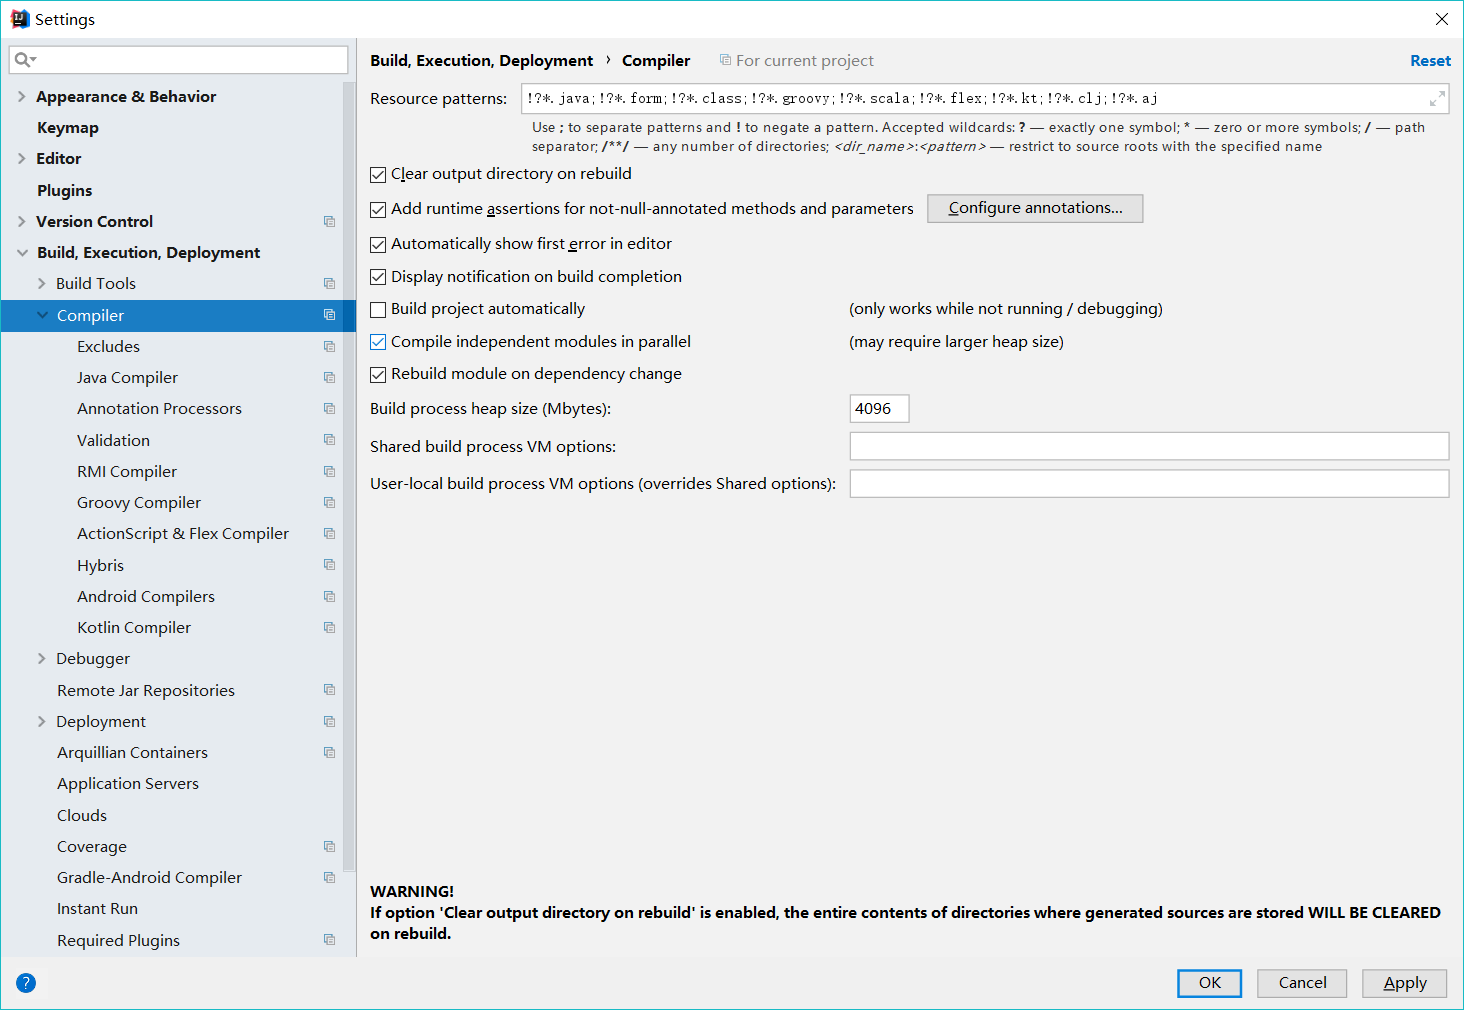 Settings
Appearance & Behavior
Keymap
Editor
Plugins
Version Control
Build, Execution, Deployment
Build Tools
Compiler
Excludes
Java Compiler
Annotation Processors
Validation
RMI Compiler
Groovy Compiler
ActionScript & Flex Compiler
Hybris
Android Compilers
Kotlin Compiler
Debugger
Remote Jar Repositories
Deployment
Arquillian Containers
Application Servers
Clouds
Coverage
Gradle-Android Compiler
Instant Run
Required Plugins
Build, Execution, Deployment › Compiler For current project Reset
Resource patterns: !?*.java;!?*.form;!?*.class;!?*.groovy;!?*.scala;!?*.flex;!?*.kt;!?*.clj;!?*.aj
Use ; to separate patterns and ! to negate a pattern. Accepted wildcards: ? — exactly one symbol; * — zero or more symbols; / — path
separator; /**/ — any number of directories; <dir_name>:<pattern> — restrict to source roots with the specified name
Clear output directory on rebuild
Add runtime assertions for not-null-annotated methods and parameters Configure annotations...
Automatically show first error in editor
Display notification on build completion
Build project automatically (only works while not running / debugging)
Compile independent modules in parallel (may require larger heap size)
Rebuild module on dependency change
Build process heap size (Mbytes): 4096
Shared build process VM options:
User-local build process VM options (overrides Shared options):
WARNING!
If option 'Clear output directory on rebuild' is enabled, the entire contents of directories where generated sources are stored WILL BE CLEARED
on rebuild.
? OK Cancel Apply